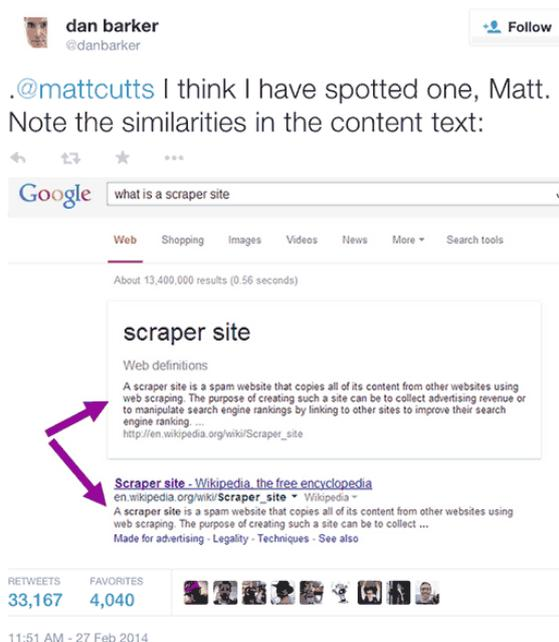 dan barker
@danbarker
Follow
.@mattcutts I think I have spotted one, Matt.
Note the similarities in the content text:
Google
what is a scraper site
Web Shopping Images Videos News More Search tools
About 13,400,000 results (0.56 seconds)
scraper site
Web definitions
A scraper site is a spam website that copies all of its content from other websites using
web scraping. The purpose of creating such a site can be to collect advertising revenue or
to manipulate search engine rankings by linking to other sites to improve their search
engine ranking. ...
http://en.wikipedia.org/wiki/Scraper_site
Scraper site - Wikipedia, the free encyclopedia
en.wikipedia.org/wiki/Scraper_site Wikipedia
A scraper site is a spam website that copies all of its content from other websites using
web scraping. The purpose of creating such a site can be to collect ...
Made for advertising - Legality - Techniques - See also
RETWEETS FAVORITES
33,167 4,040
11:51 AM - 27 Feb 2014